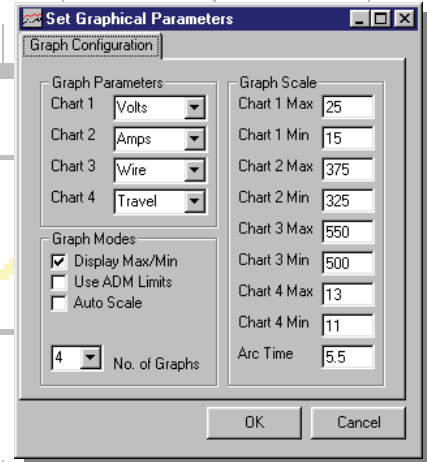 Set Graphical Parameters
Graph Configuration
Graph Parameters
Chart 1 Volts
Chart 2 Amps
Chart 3 Wire
Chart 4 Travel
Graph Modes
Display Max/Min
Use ADM Limits
Auto Scale
4 No. of Graphs
Graph Scale
Chart 1 Max 25
Chart 1 Min 15
Chart 2 Max 375
Chart 2 Min 325
Chart 3 Max 550
Chart 3 Min 500
Chart 4 Max 13
Chart 4 Min 11
Arc Time 5.5
OK Cancel